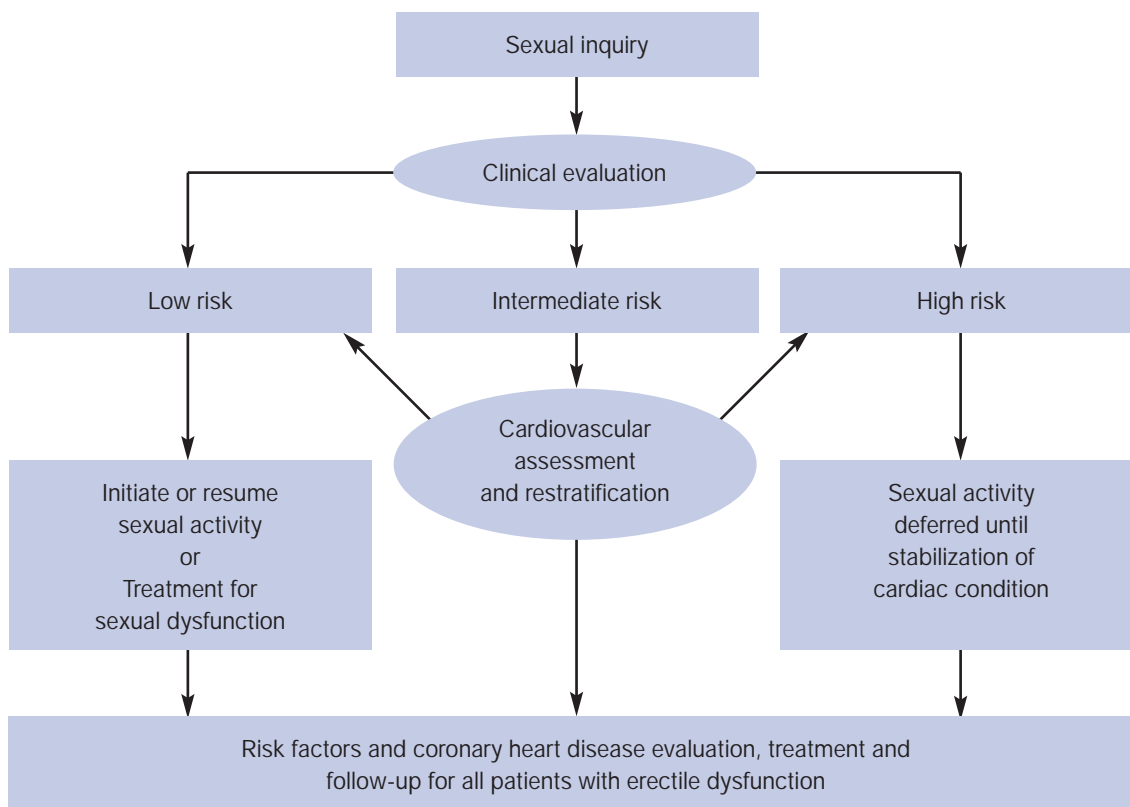 Sexual inquiry
Clinical evaluation
Low risk
Intermediate risk
High risk
Cardiovascular
assessment
and restratification
Initiate or resume
sexual activity
or
Treatment for
sexual dysfunction
Sexual activity
deferred until
stabilization of
cardiac condition
Risk factors and coronary heart disease evaluation, treatment and
follow-up for all patients with erectile dysfunction